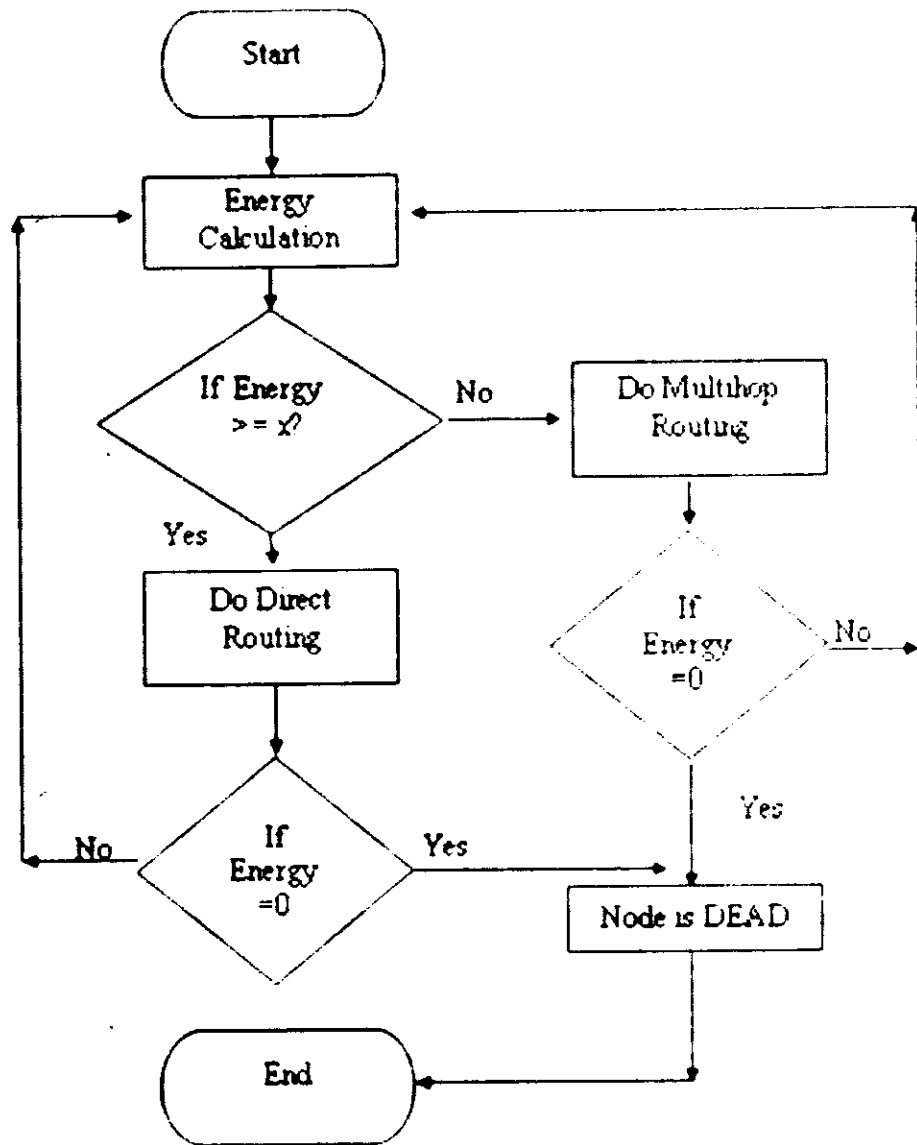 Start
Energy
Calculation
If Energy
>= x?
No
Do Multihop
Routing
Yes
Do Direct
Routing
If
Energy
=0
No
If
Energy
=0
No
Yes
Yes
Node is DEAD
End